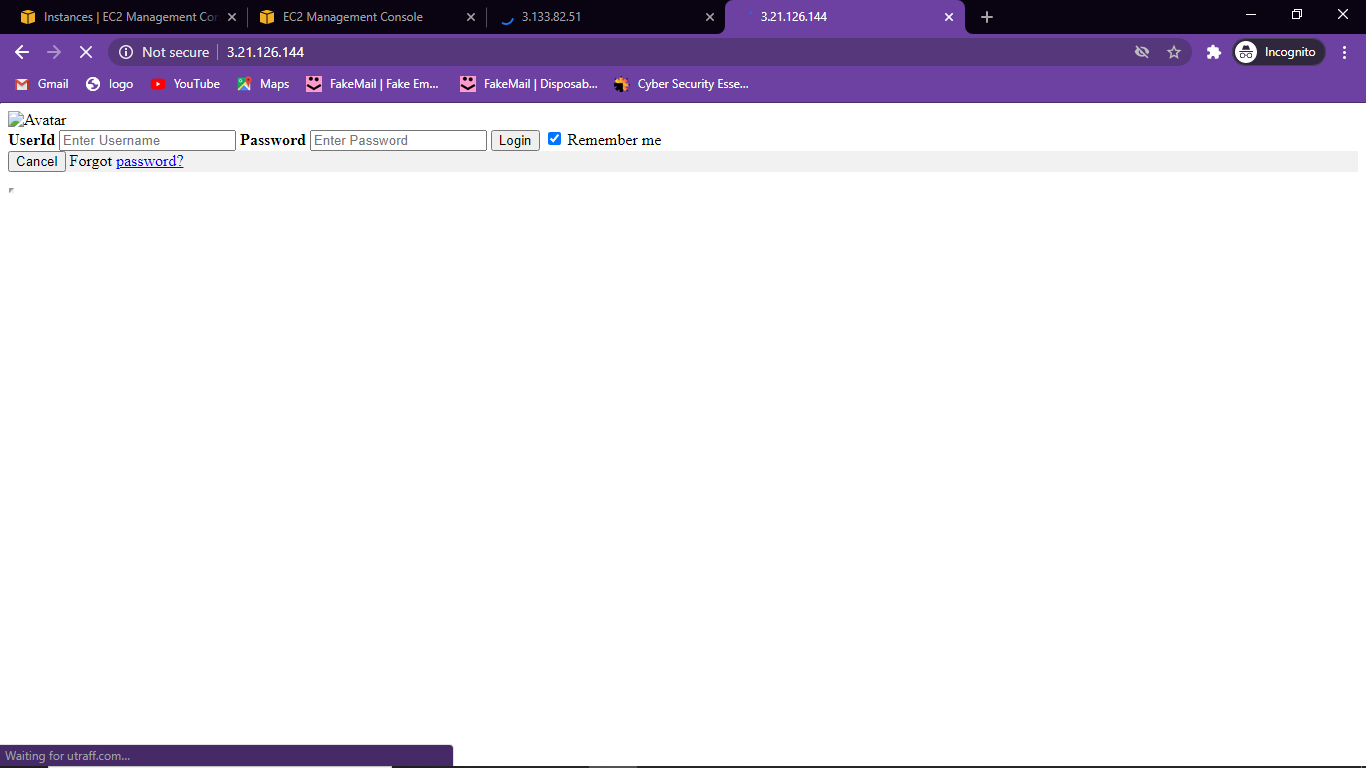 Instances | EC2 Management Cor
EC2 Management Console
3.133.82.51
3.21.126.144
Not secure
3.21.126.144
Incognito
Gmail
logo
YouTube
Maps
FakeMail | Fake Em...
FakeMail | Disposab...
Cyber Security Esse...
Avatar
UserId Enter Username Password Enter Password Login Remember me
Cancel Forgot password?
Waiting for utraff.com...